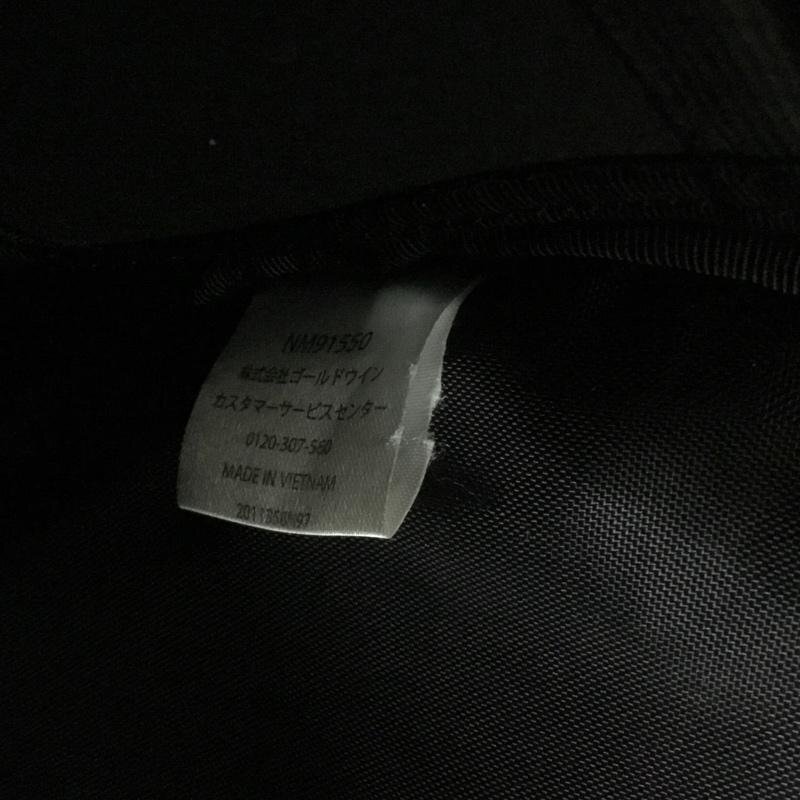 NM91550
株式会社ゴールドウイン
カスタマーサービスセンター
0120-307-560
MADE IN VIETNAM